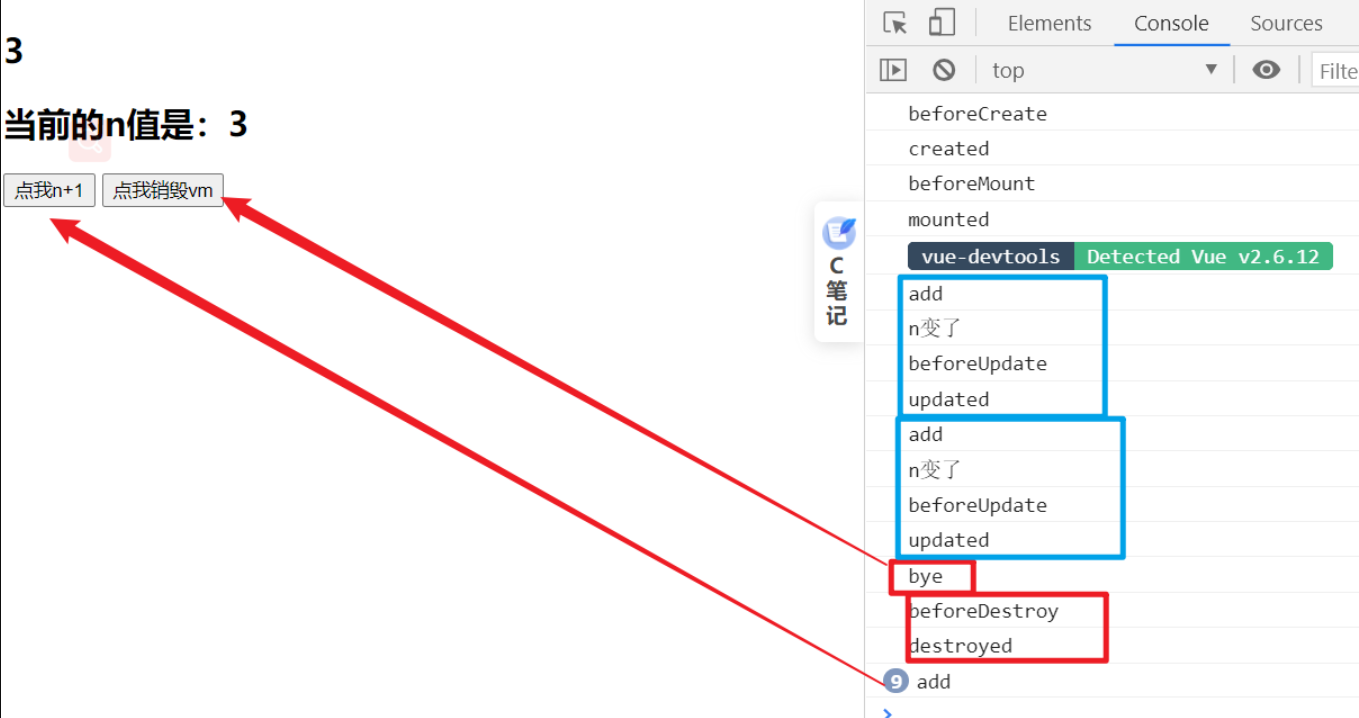 3
当前的n值是：3
点我n+1 点我销毁vm
C
笔
记
Elements Console Sources
top Filte
beforeCreate
created
beforeMount
mounted
vue-devtools Detected Vue v2.6.12
add
n变了
beforeUpdate
updated
add
n变了
beforeUpdate
updated
bye
beforeDestroy
destroyed
9 add